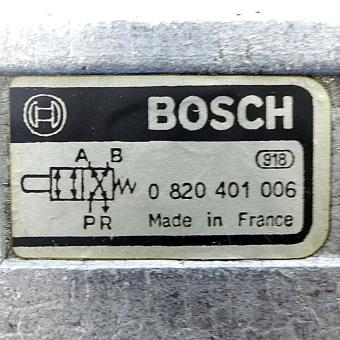 BOSCH
A B
918
0 820 401 006
P R
Made in France